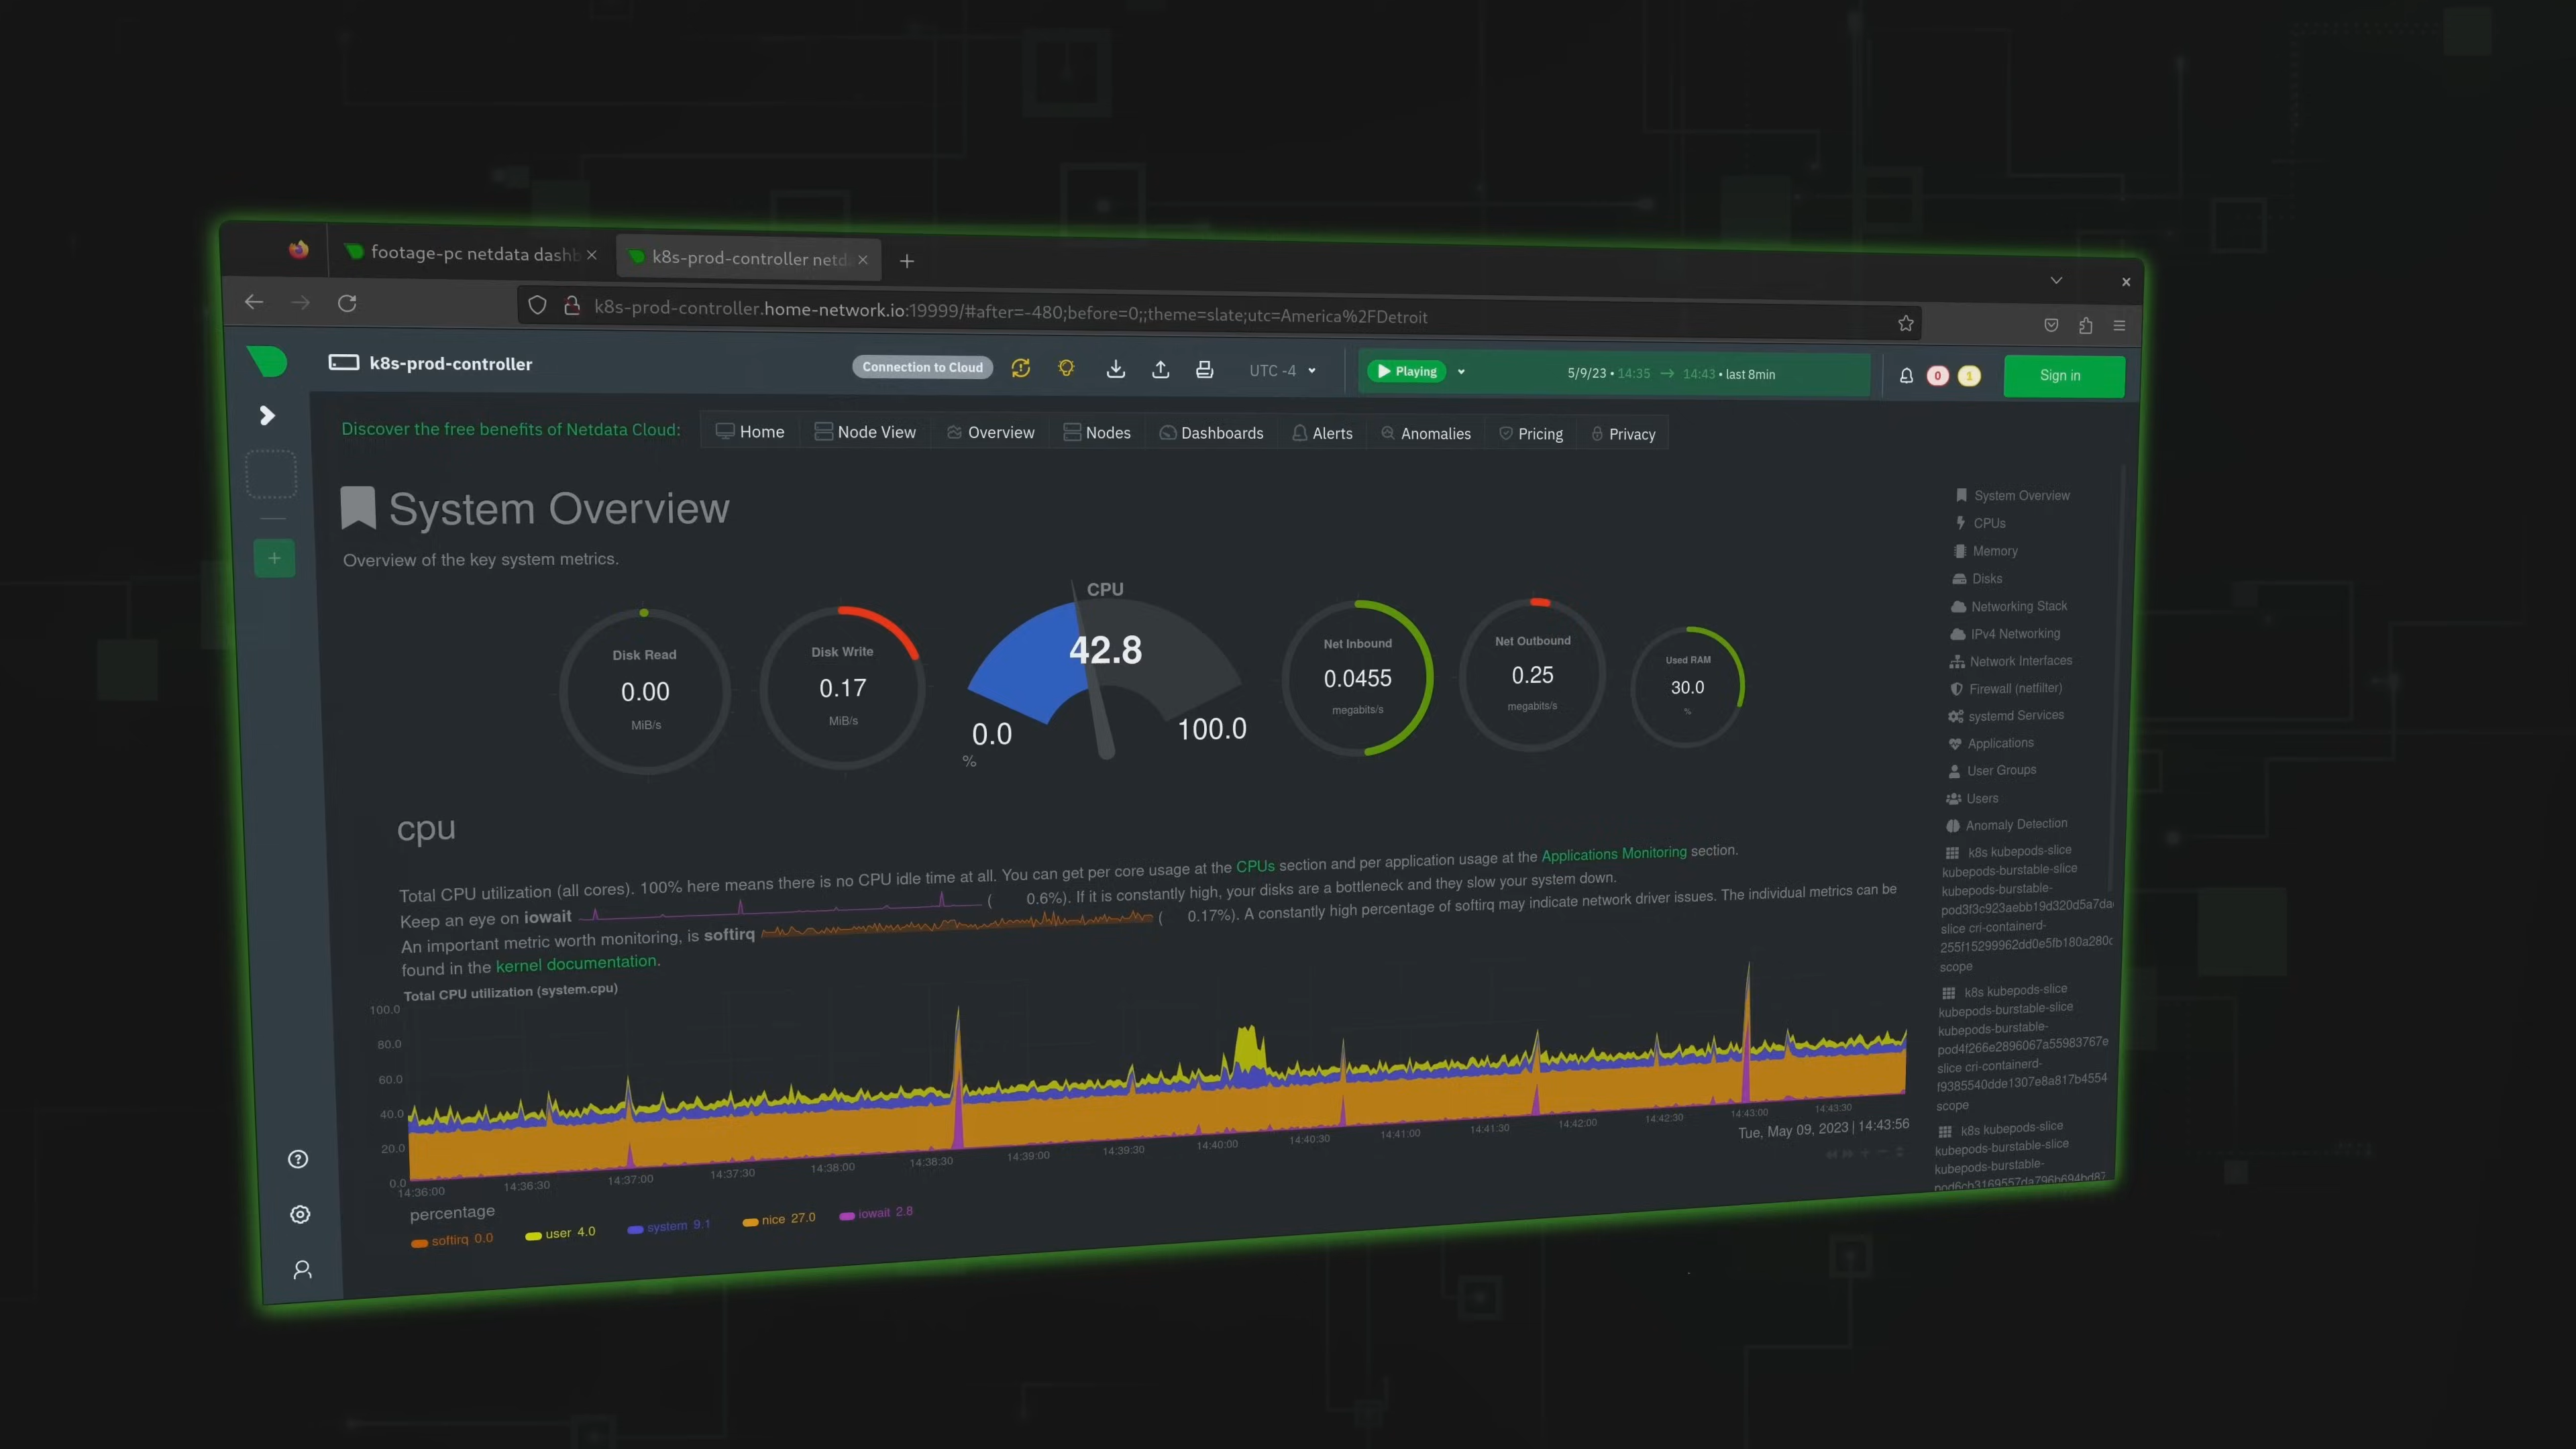 footage-pc netdata dashb
k8s-prod-controller netd
k8s-prod-controller.home-network.io:19999/#after=-480;before=0;;theme=slate;utc=America%2FDetroit
k8s-prod-controller
Connection to Cloud
UTC -4
Playing
5/9/23 • 14:35 → 14:43 • last 8min
0
1
Sign in
Discover the free benefits of Netdata Cloud:
Home
Node View
Overview
Nodes
Dashboards
Alerts
Anomalies
Pricing
Privacy
System Overview
Overview of the key system metrics.
Disk Read
0.00
MiB/s
Disk Write
0.17
MiB/s
CPU
42.8
0.0
100.0
%
Net Inbound
0.0455
megabits/s
Net Outbound
0.25
megabits/s
Used RAM
30.0
%
cpu
Total CPU utilization (all cores). 100% here means there is no CPU idle time at all. You can get per core usage at the CPUs section and per application usage at the Applications Monitoring section.
Keep an eye on iowait ( 0.6%). If it is constantly high, your disks are a bottleneck and they slow your system down.
An important metric worth monitoring, is softirq ( 0.17%). A constantly high percentage of softirq may indicate network driver issues. The individual metrics can be
found in the kernel documentation.
Total CPU utilization (system.cpu)
100.0
80.0
60.0
40.0
20.0
0.0
14:36:00
14:36:30
14:37:00
14:37:30
14:38:00
14:38:30
14:39:00
14:39:30
14:40:00
14:40:30
14:41:00
14:41:30
14:42:00
14:42:30
14:43:00
14:43:30
Tue, May 09, 2023 | 14:43:56
percentage
softirq 0.0
user 4.0
system 9.1
nice 27.0
iowait 2.8
System Overview
CPUs
Memory
Disks
Networking Stack
IPv4 Networking
Network Interfaces
Firewall (netfilter)
systemd Services
Applications
User Groups
Users
Anomaly Detection
k8s kubepods-slice
kubepods-burstable-slice
kubepods-burstable-
pod3f3c923aebb19d320d5a7da
slice cri-containerd-
255f15299962dd0e5fb180a280c
scope
k8s kubepods-slice
kubepods-burstable-slice
kubepods-burstable-
pod4f266e2896067a55983767e
slice cri-containerd-
f9385540dde1307e8a817b4554
scope
k8s kubepods-slice
kubepods-burstable-slice
kubepods-burstable-